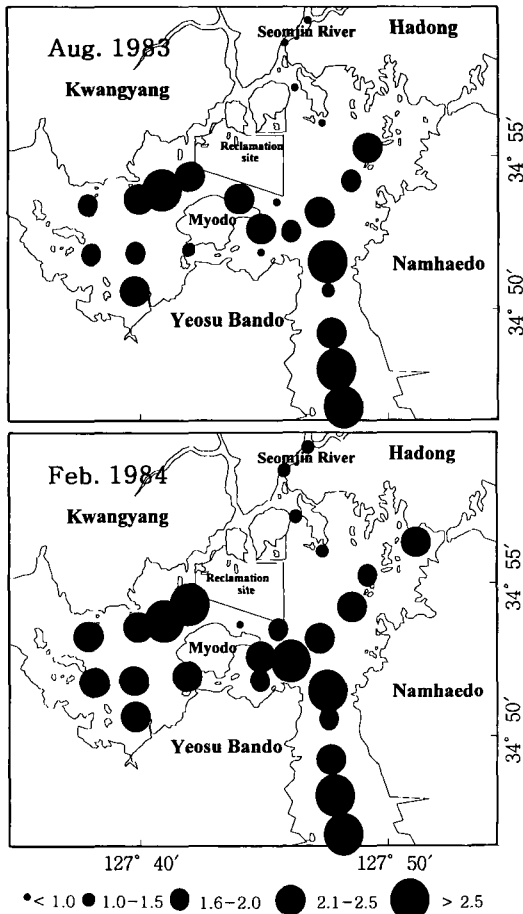 Aug. 1983
Seomjin River
Hadong
Kwangyang
Reclamation
site
Myodo
Namhaedo
Yeosu Bando
34° 55′
34° 50′
Feb. 1984
Seomjin River
Hadong
Kwangyang
Reclamation
site
Myodo
Namhaedo
Yeosu Bando
34° 55′
34° 50′
127° 40′ 127° 50′
< 1.0 1.0-1.5 1.6-2.0 2.1-2.5 > 2.5